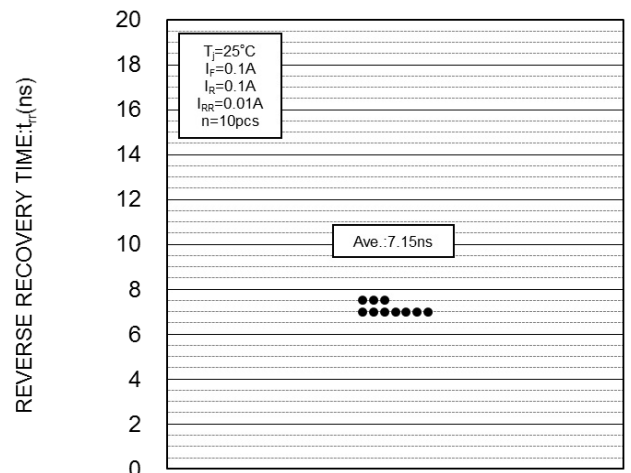 REVERSE RECOVERY TIME:trr(ns)
20
18
16
14
12
10
8
6
4
2
0
Tj=25°C
IF=0.1A
IR=0.1A
IRR=0.01A
n=10pcs
Ave.:7.15ns